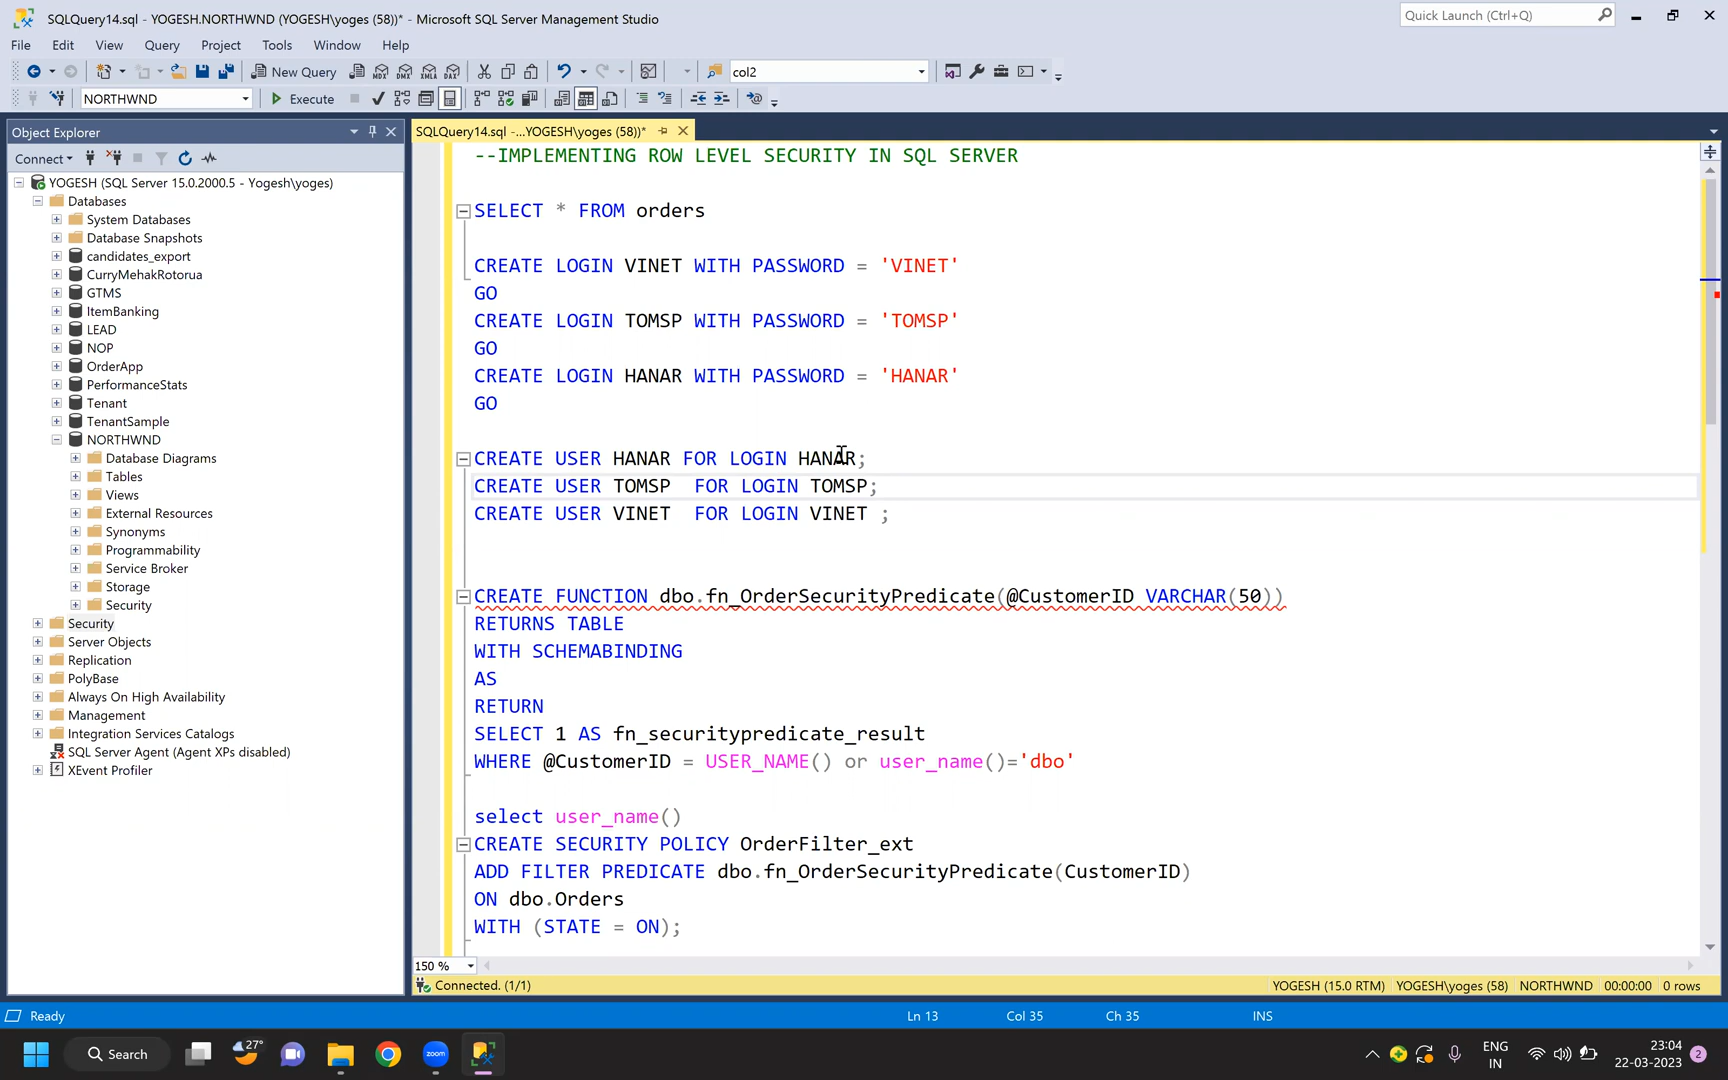 SQLQuery14.sql - YOGESH.NORTHWND (YOGESH\yoges (58))* - Microsoft SQL Server Management Studio
Quick Launch (Ctrl+Q)
File Edit View Query Project Tools Window Help
New Query
MDX DMX XMLA DAX
col2
NORTHWND
Execute
Object Explorer
Connect
YOGESH (SQL Server 15.0.2000.5 - Yogesh\yoges)
Databases
System Databases
Database Snapshots
candidates_export
CurryMehakRotorua
GTMS
ItemBanking
LEAD
NOP
OrderApp
PerformanceStats
Tenant
TenantSample
NORTHWND
Database Diagrams
Tables
Views
External Resources
Synonyms
Programmability
Service Broker
Storage
Security
Security
Server Objects
Replication
PolyBase
Always On High Availability
Management
Integration Services Catalogs
SQL Server Agent (Agent XPs disabled)
XEvent Profiler
SQLQuery14.sql -...YOGESH\yoges (58))*
--IMPLEMENTING ROW LEVEL SECURITY IN SQL SERVER
SELECT * FROM orders
CREATE LOGIN VINET WITH PASSWORD = 'VINET'
GO
CREATE LOGIN TOMSP WITH PASSWORD = 'TOMSP'
GO
CREATE LOGIN HANAR WITH PASSWORD = 'HANAR'
GO
CREATE USER HANAR FOR LOGIN HANAR;
CREATE USER TOMSP  FOR LOGIN TOMSP;
CREATE USER VINET  FOR LOGIN VINET ;
CREATE FUNCTION dbo.fn_OrderSecurityPredicate(@CustomerID VARCHAR(50))
RETURNS TABLE
WITH SCHEMABINDING
AS
RETURN
SELECT 1 AS fn_securitypredicate_result
WHERE @CustomerID = USER_NAME() or user_name()='dbo'
select user_name()
CREATE SECURITY POLICY OrderFilter_ext
ADD FILTER PREDICATE dbo.fn_OrderSecurityPredicate(CustomerID)
ON dbo.Orders
WITH (STATE = ON);
150 %
Connected. (1/1)
YOGESH (15.0 RTM) YOGESH\yoges (58) NORTHWND 00:00:00 0 rows
Ready
Ln 13 Col 35 Ch 35 INS
Search
27°
zoom
ENG
IN
23:04
22-03-2023
2